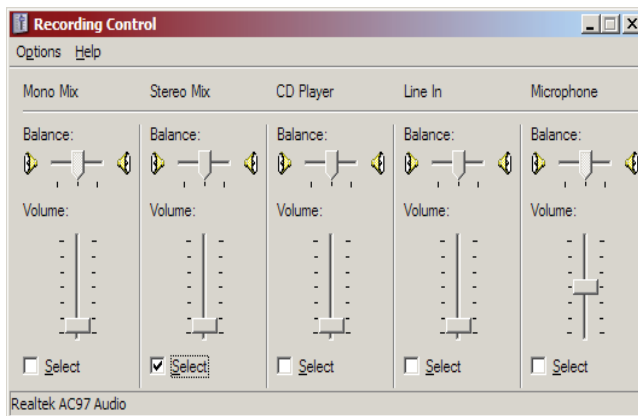 Recording Control
Options Help
Mono Mix Stereo Mix CD Player Line In Microphone
Balance: Balance: Balance: Balance: Balance:
Volume: Volume: Volume: Volume: Volume:
Select Select Select Select Select
Realtek AC97 Audio